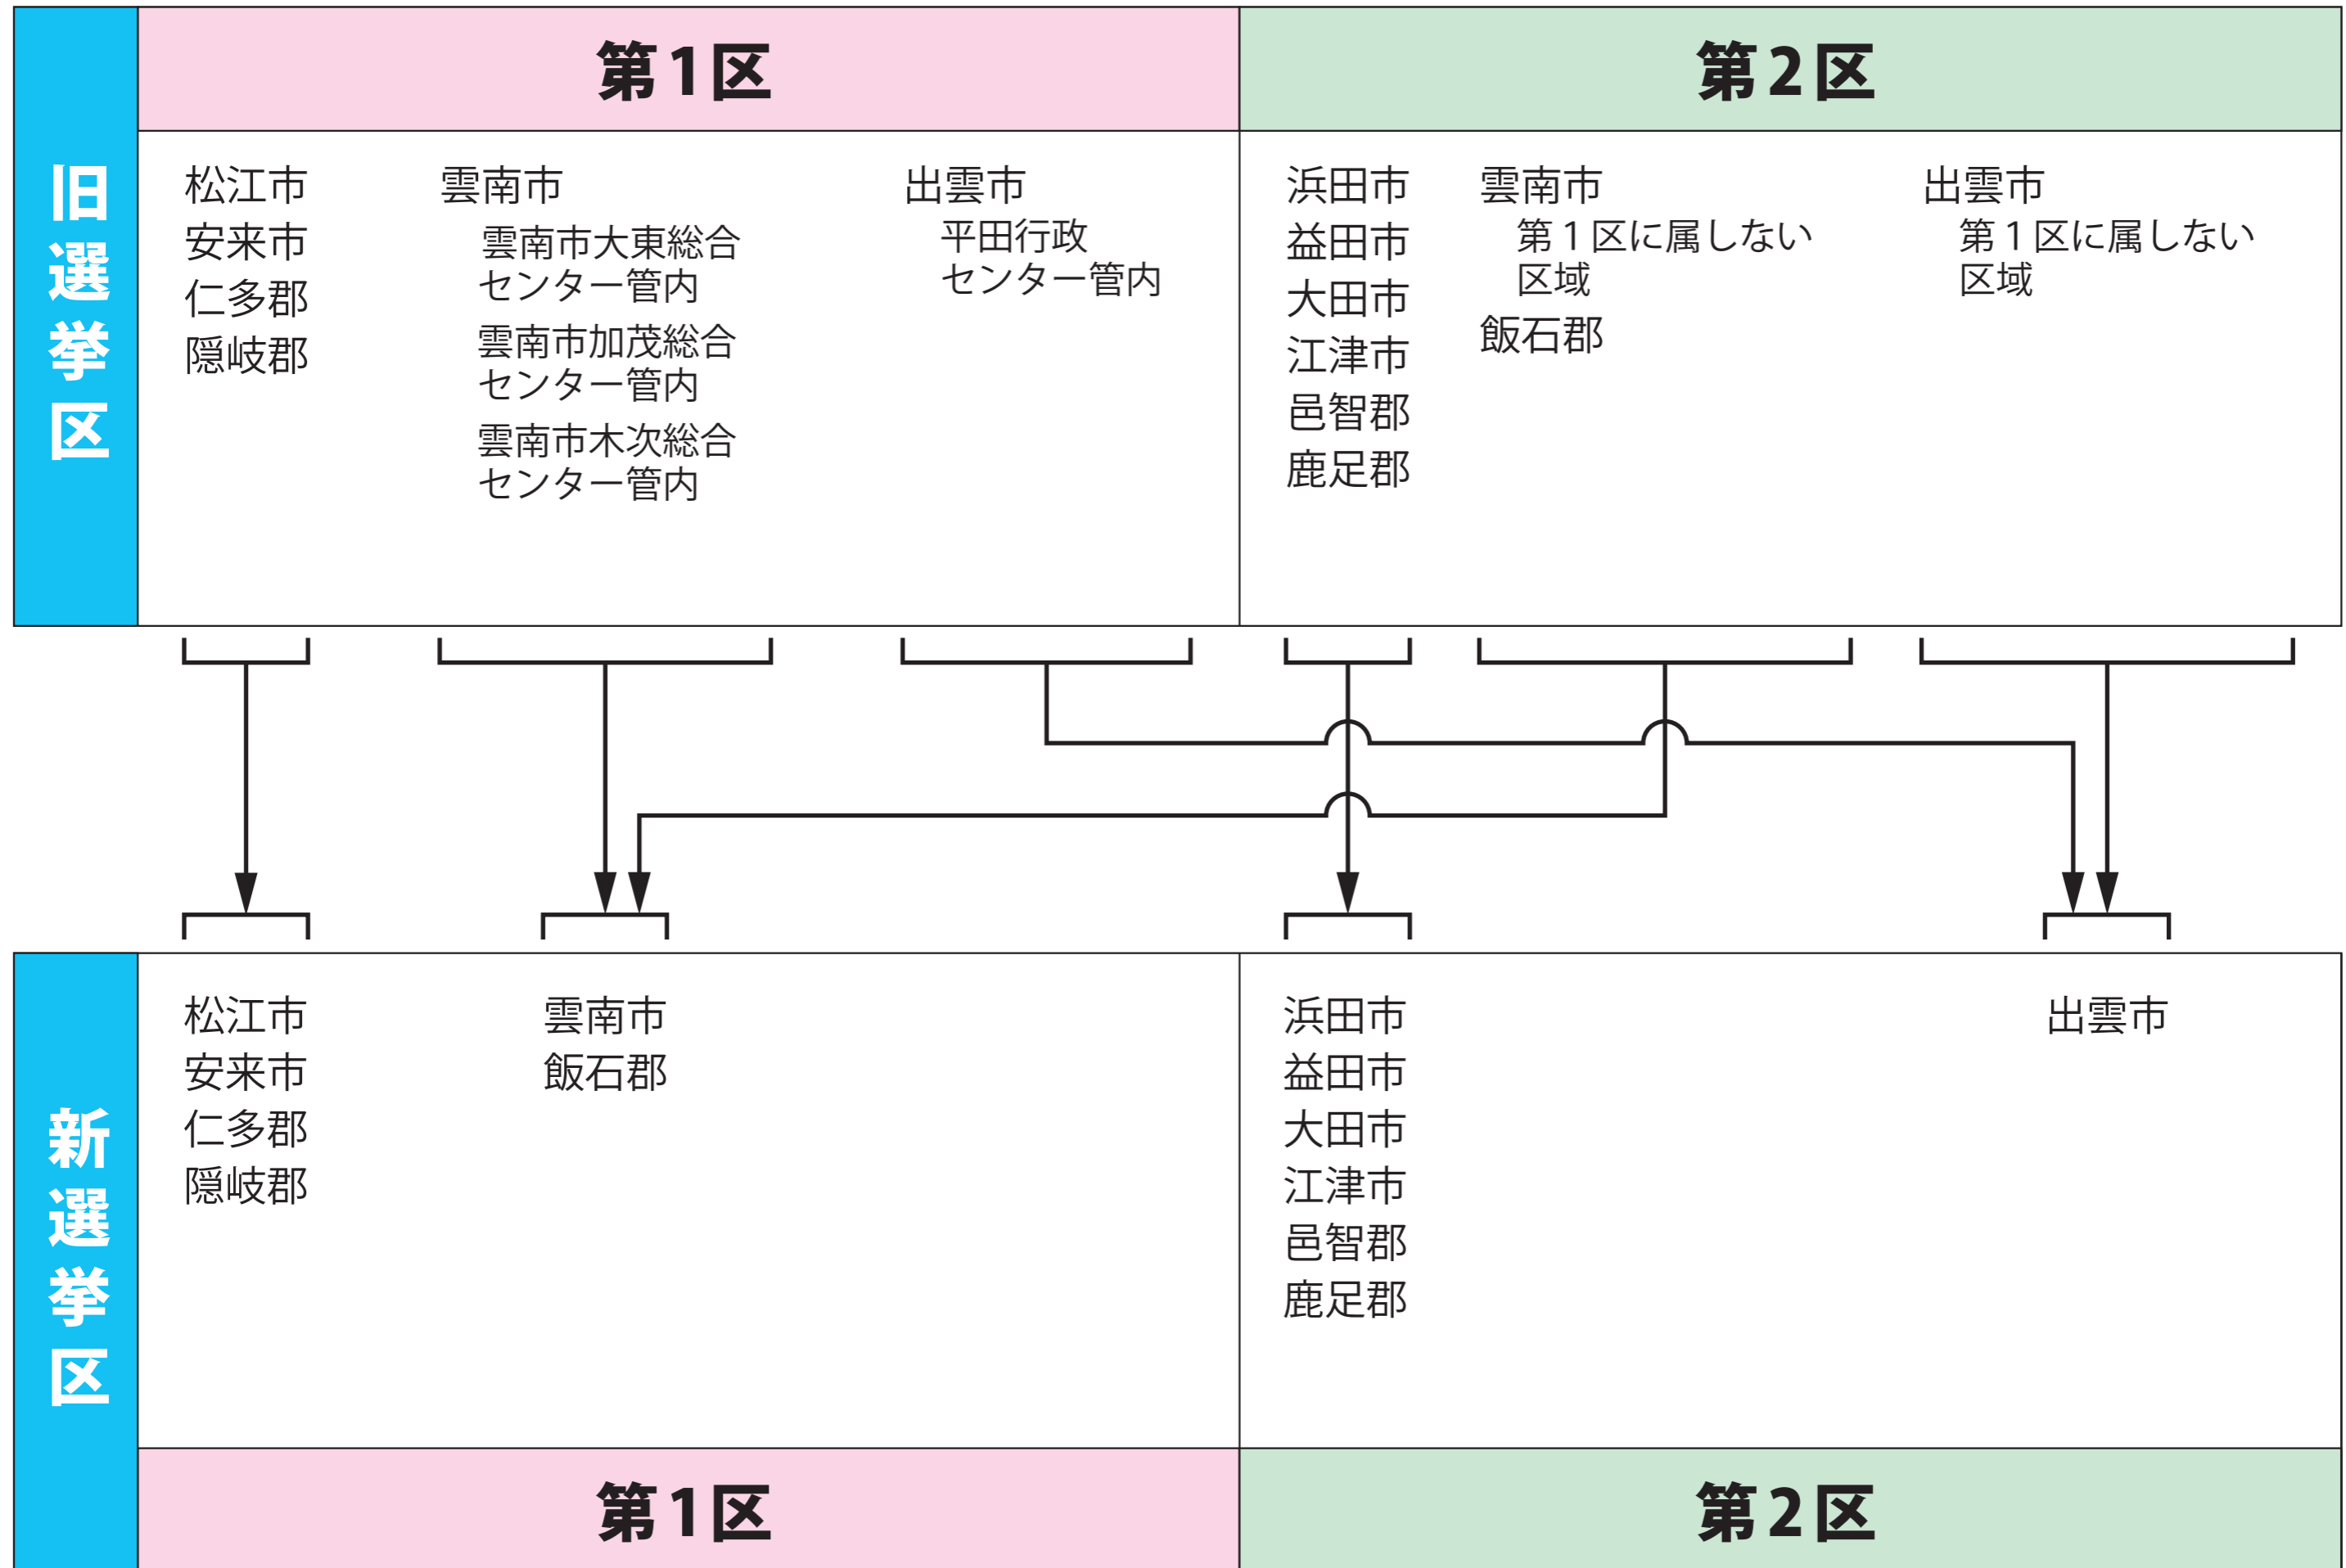 旧選挙区
第1区
松江市
安来市
仁多郡
隠岐郡
雲南市
雲南市大東総合
センター管内
雲南市加茂総合
センター管内
雲南市木次総合
センター管内
出雲市
平田行政
センター管内
第2区
浜田市
益田市
大田市
江津市
邑智郡
鹿足郡
雲南市
第1区に属しない
区域
飯石郡
出雲市
第1区に属しない
区域
新選挙区
松江市
安来市
仁多郡
隠岐郡
雲南市
飯石郡
第1区
浜田市
益田市
大田市
江津市
邑智郡
鹿足郡
出雲市
第2区